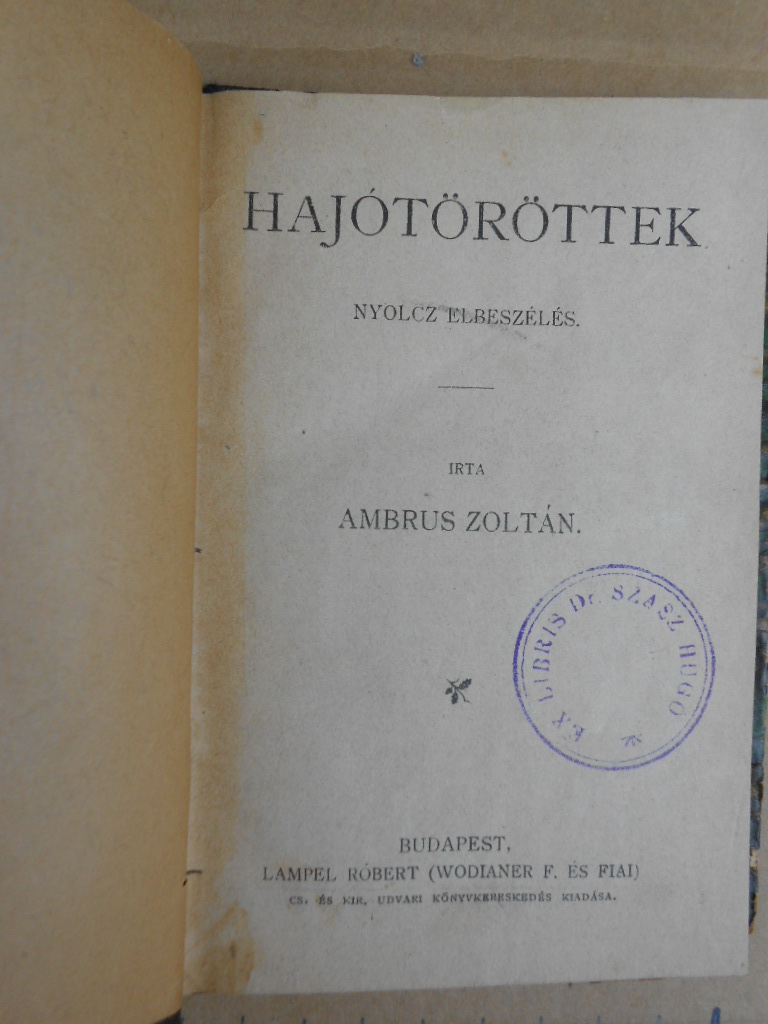 HAJÓTÖRÖTTEK
NYOLCZ ELBESZÉLÉS.
IRTA
AMBRUS ZOLTÁN.
EX LIBRIS Dr. SZASZ HUGÓ
BUDAPEST,
LAMPEL RÓBERT (WODIANER F. ÉS FIAI)
CS. ÉS KIR. UDVARI KÖNYVKERESKEDÉS KIADÁSA.